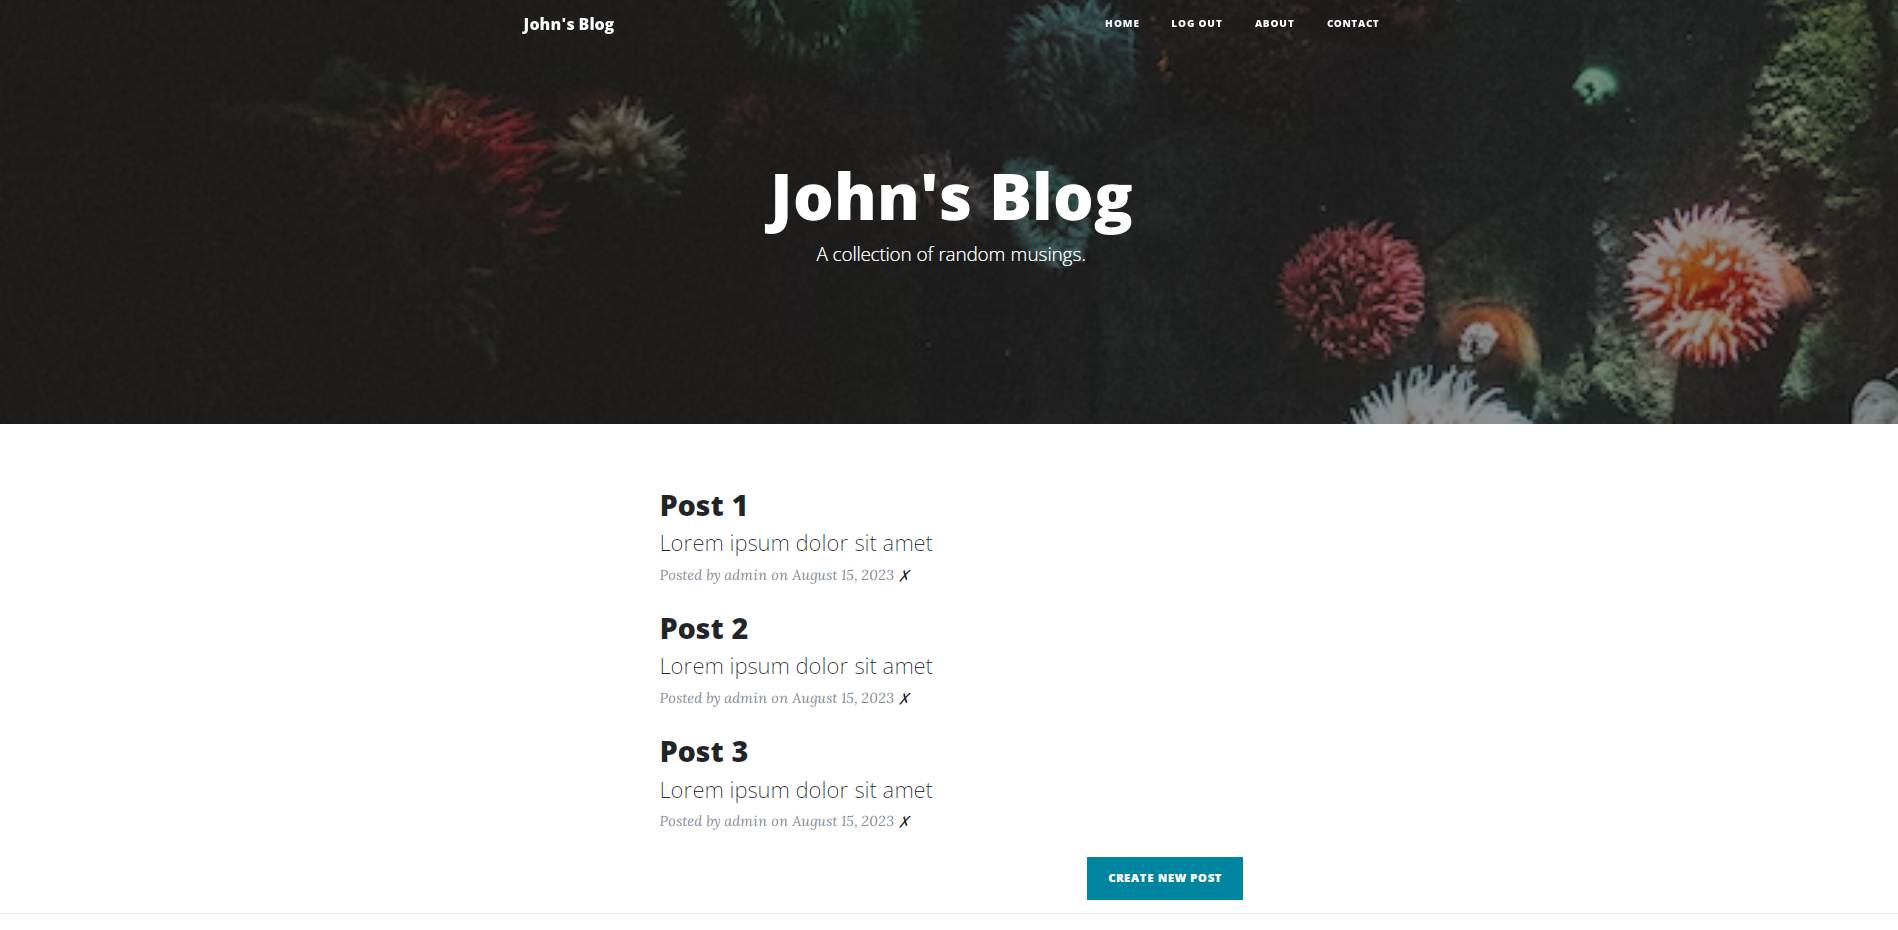 John's Blog
HOME LOG OUT ABOUT CONTACT
John's Blog
A collection of random musings.
Post 1
Lorem ipsum dolor sit amet
Posted by admin on August 15, 2023 ✗
Post 2
Lorem ipsum dolor sit amet
Posted by admin on August 15, 2023 ✗
Post 3
Lorem ipsum dolor sit amet
Posted by admin on August 15, 2023 ✗
CREATE NEW POST